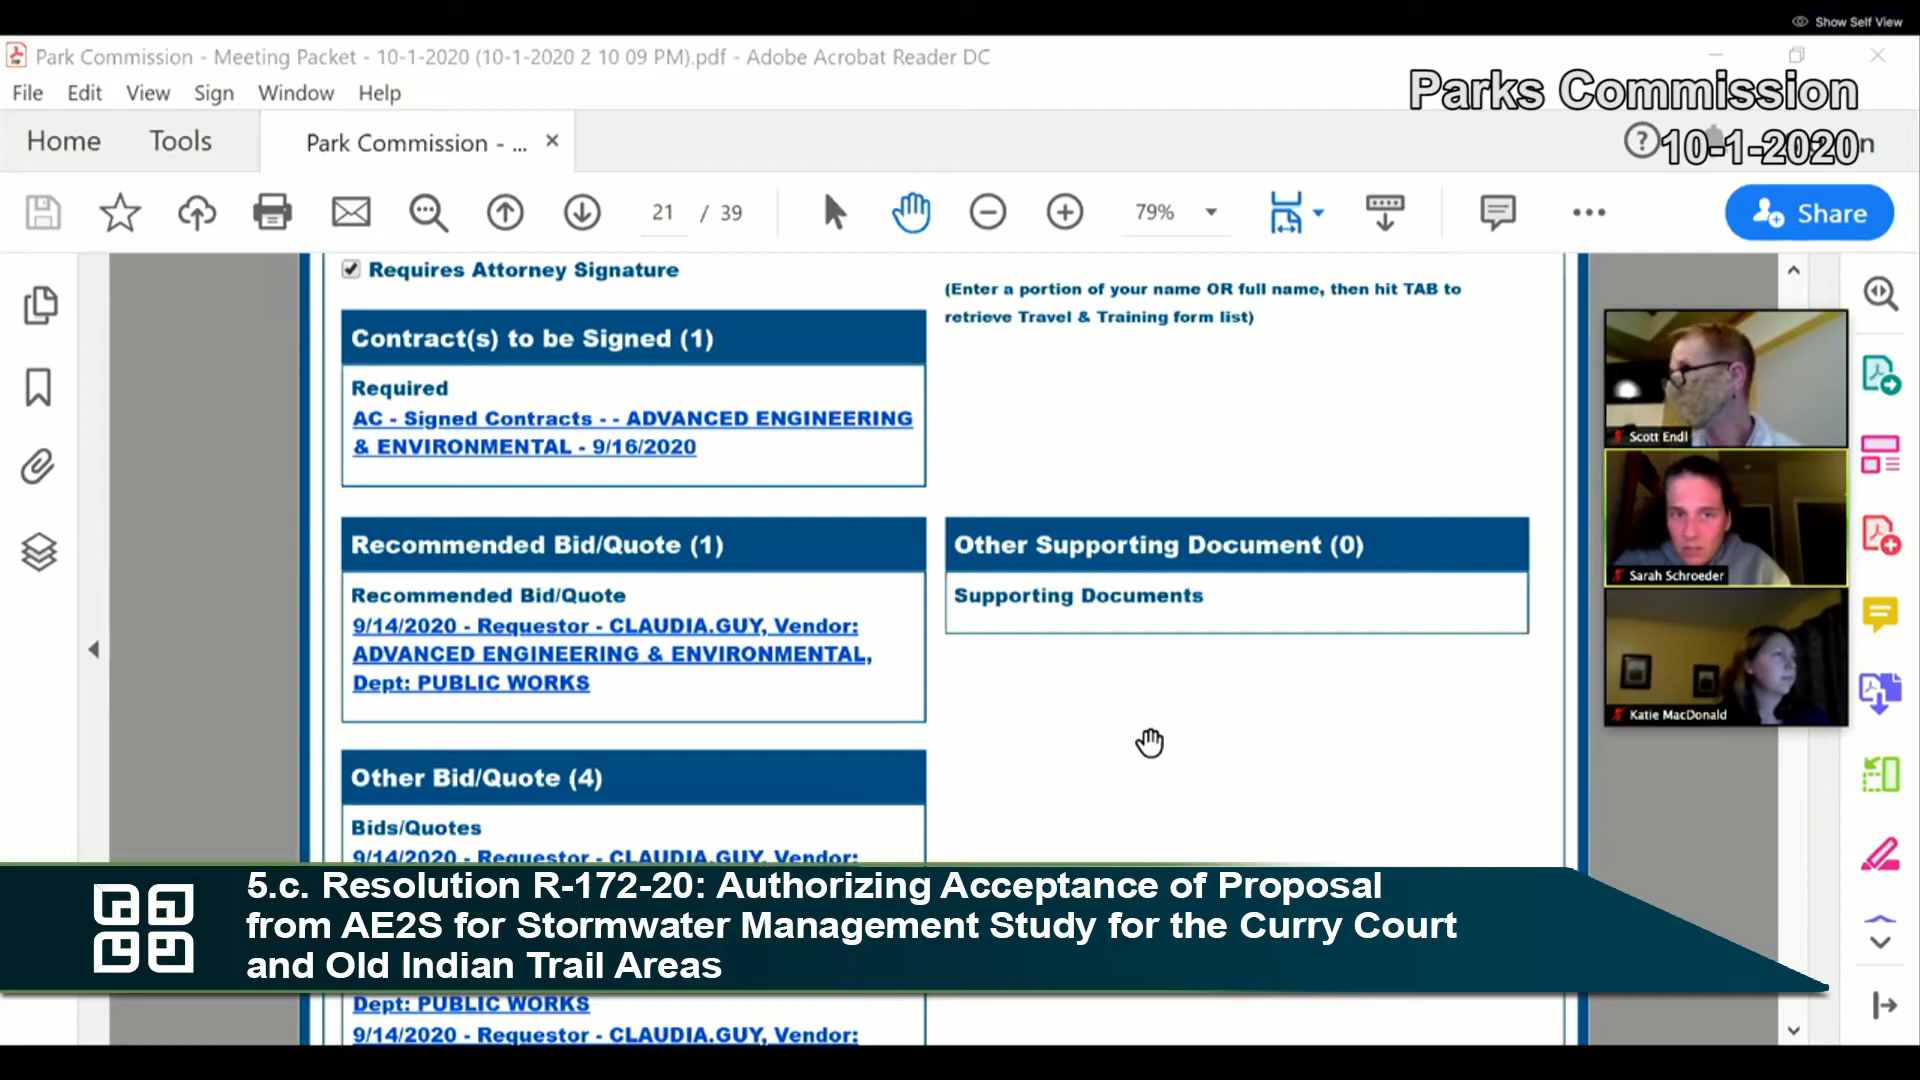 Show Self View
Park Commission - Meeting Packet - 10-1-2020 (10-1-2020 2 10 09 PM).pdf - Adobe Acrobat Reader DC
File Edit View Sign Window Help
Parks Commission
10-1-2020
Home Tools Park Commission - ...
21 / 39 79% Share
Requires Attorney Signature
(Enter a portion of your name OR full name, then hit TAB to
retrieve Travel & Training form list)
Contract(s) to be Signed (1)
Required
AC - Signed Contracts - - ADVANCED ENGINEERING
& ENVIRONMENTAL - 9/16/2020
Scott Endl
Sarah Schroeder
Katie MacDonald
Recommended Bid/Quote (1)
Recommended Bid/Quote
9/14/2020 - Requestor - CLAUDIA.GUY, Vendor:
ADVANCED ENGINEERING & ENVIRONMENTAL,
Dept: PUBLIC WORKS
Other Supporting Document (0)
Supporting Documents
Other Bid/Quote (4)
Bids/Quotes
9/14/2020 - Requestor - CLAUDIA.GUY, Vendor:
5.c. Resolution R-172-20: Authorizing Acceptance of Proposal
from AE2S for Stormwater Management Study for the Curry Court
and Old Indian Trail Areas
Dept: PUBLIC WORKS
9/14/2020 - Requestor - CLAUDIA.GUY, Vendor: